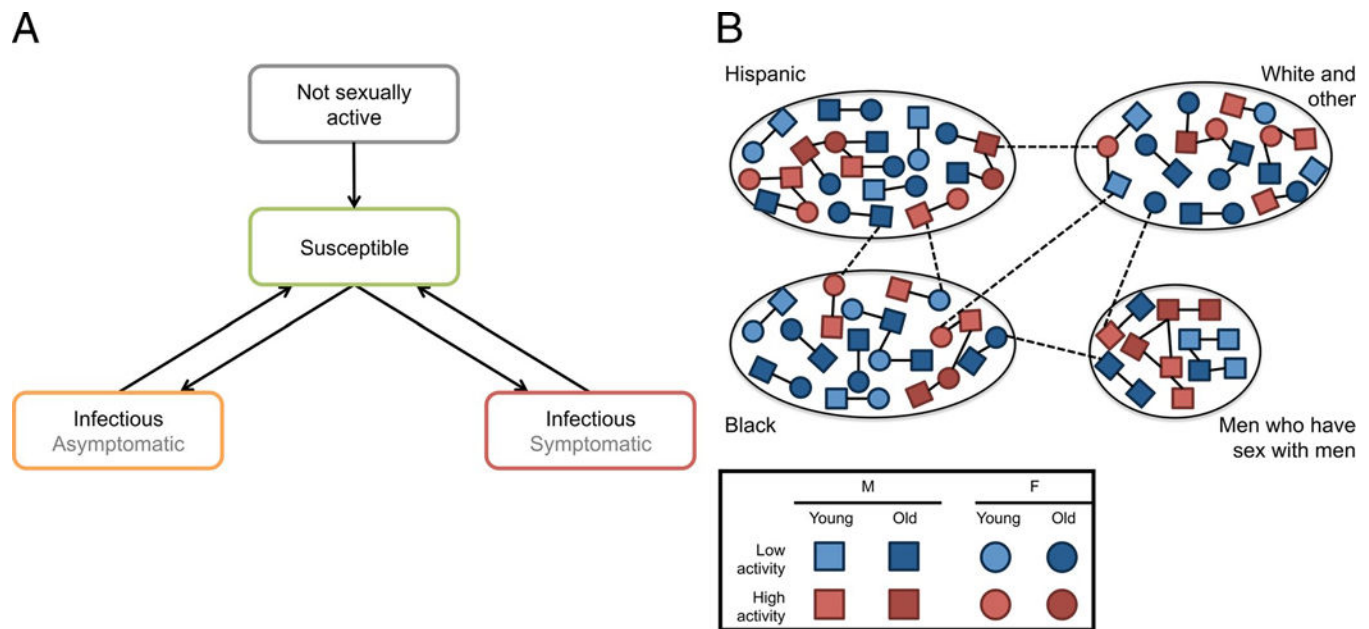 A
Not sexually
active
Susceptible
Infectious
Asymptomatic
Infectious
Symptomatic
B
Hispanic
White and
other
Black
Men who have
sex with men
M
F
Young
Old
Young
Old
Low
activity
High
activity